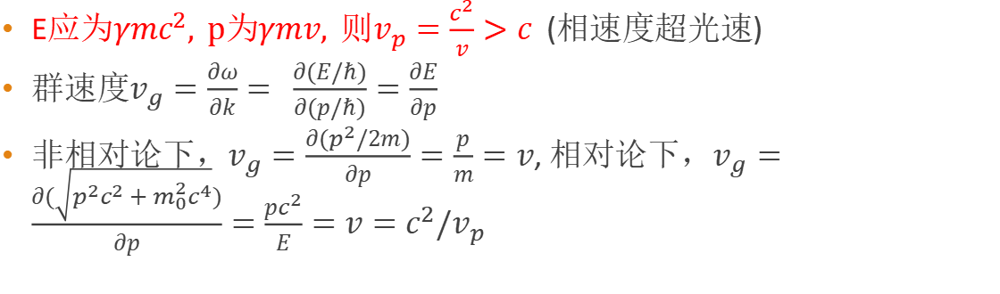 • E应为γmc², p为γmv, 则v_p = c²/v > c (相速度超光速)
• 群速度v_g = ∂ω/∂k = ∂(E/ℏ)/∂(p/ℏ) = ∂E/∂p
• 非相对论下，v_g = ∂(p²/2m)/∂p = p/m = v, 相对论下，v_g =
∂(√(p²c² + m₀²c⁴))/∂p = pc²/E = v = c²/v_p